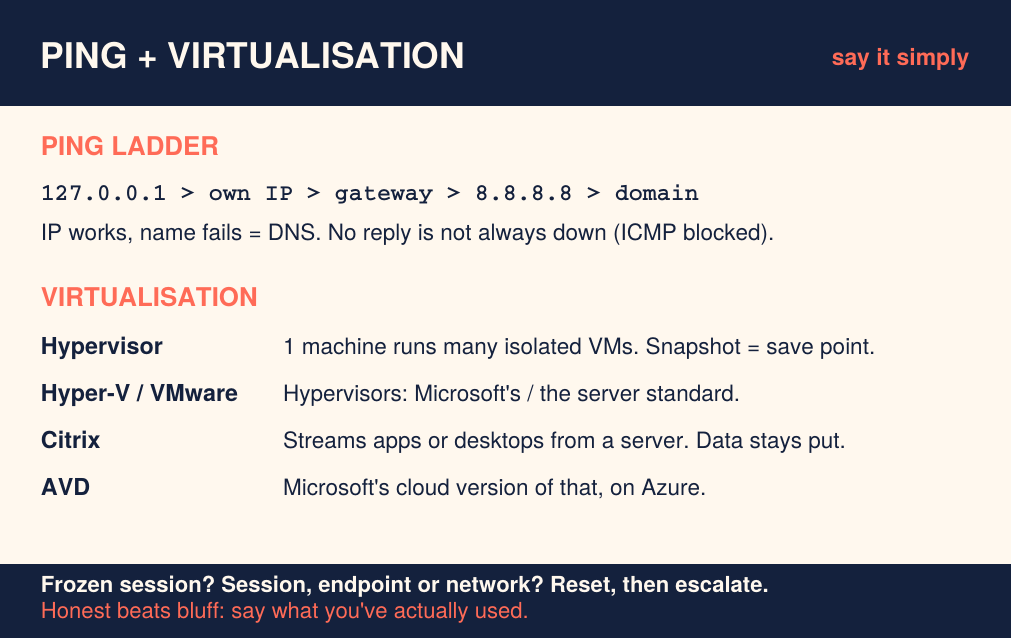 PING + VIRTUALISATION
say it simply
PING LADDER
127.0.0.1 > own IP > gateway > 8.8.8.8 > domain
IP works, name fails = DNS. No reply is not always down (ICMP blocked).
VIRTUALISATION
Hypervisor 1 machine runs many isolated VMs. Snapshot = save point.
Hyper-V / VMware Hypervisors: Microsoft's / the server standard.
Citrix Streams apps or desktops from a server. Data stays put.
AVD Microsoft's cloud version of that, on Azure.
Frozen session? Session, endpoint or network? Reset, then escalate.
Honest beats bluff: say what you've actually used.